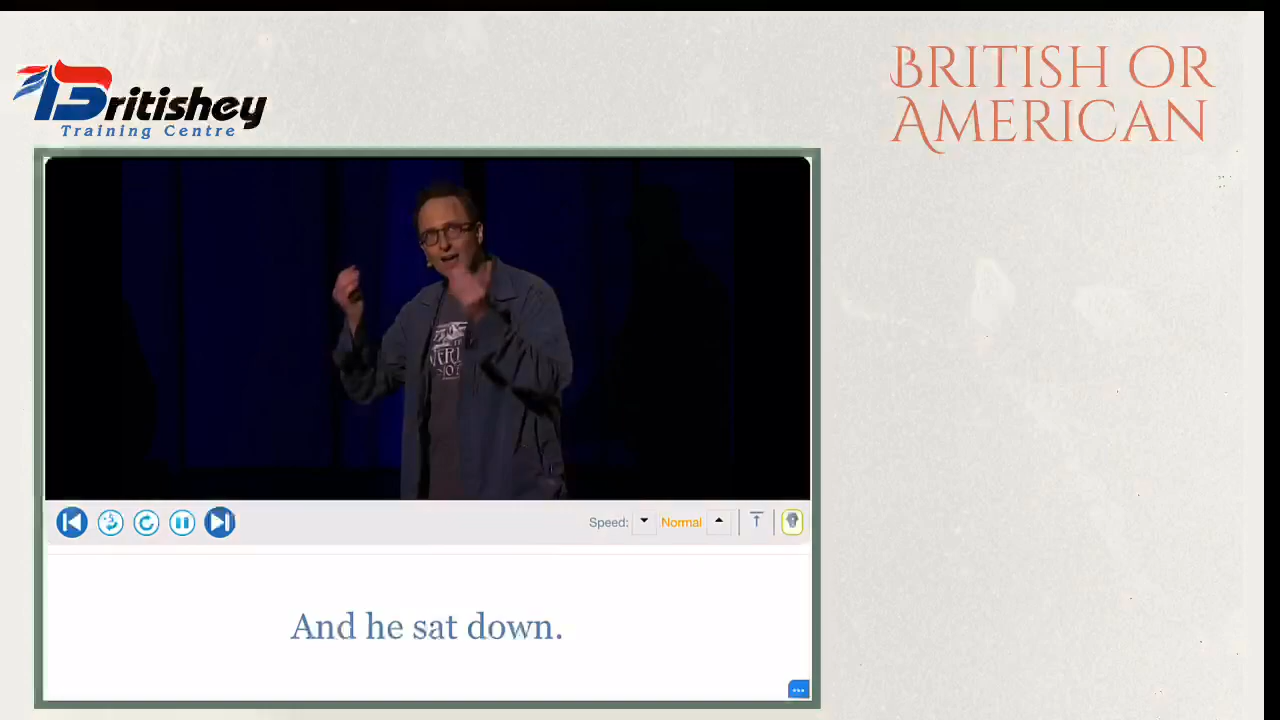 Britishey
Training Centre
BRITISH OR
AMERICAN
Speed:
Normal
And he sat down.